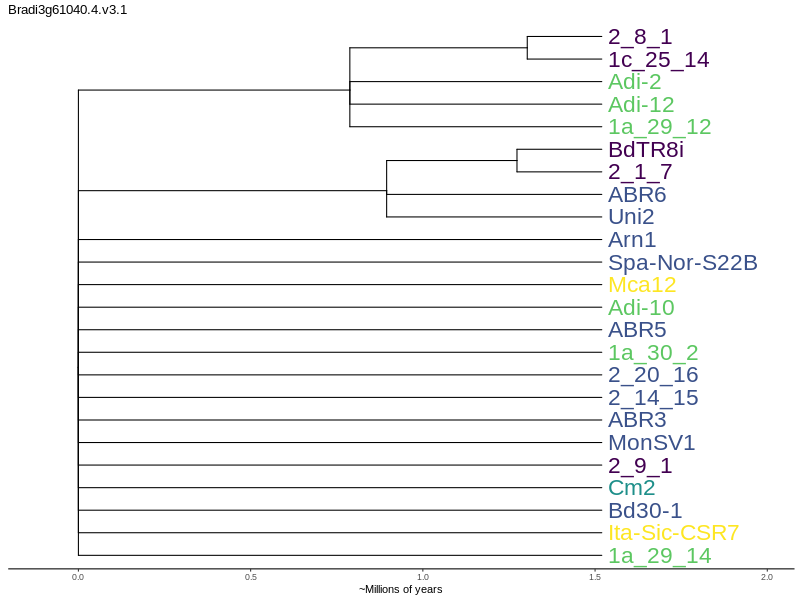 Bradi3g61040.4.v3.1
2_8_1
1c_25_14
Adi-2
Adi-12
1a_29_12
BdTR8i
2_1_7
ABR6
Uni2
Arn1
Spa-Nor-S22B
Mca12
Adi-10
ABR5
1a_30_2
2_20_16
2_14_15
ABR3
MonSV1
2_9_1
Cm2
Bd30-1
Ita-Sic-CSR7
1a_29_14
0.0 0.5 1.0 1.5 2.0
~Millions of years